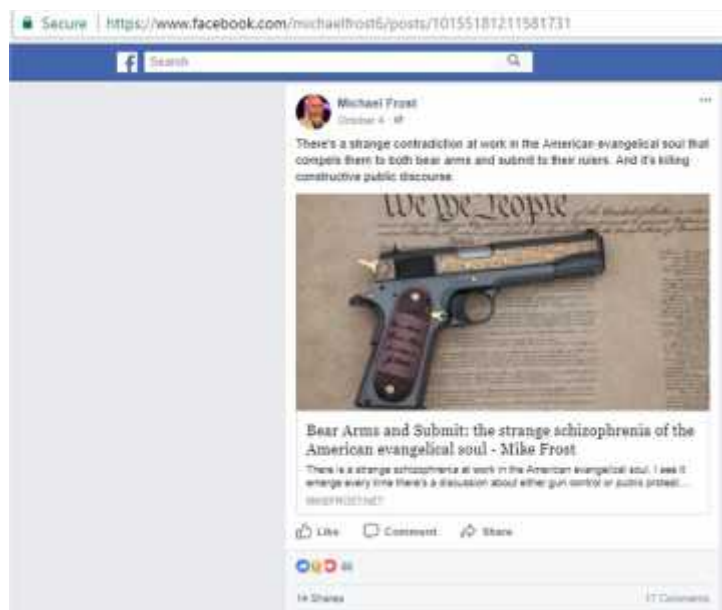 Secure | https://www.facebook.com/michaelfrost6/posts/10155181211581731
f Search
Michael Frost
October 4
There's a strange contradiction at work in the American evangelical soul that
compels them to both bear arms and submit to their rulers. And it's killing
constructive public discourse.
We the People
Bear Arms and Submit: the strange schizophrenia of the
American evangelical soul - Mike Frost
There is a strange schizophrenia at work in the American evangelical soul. I see it
emerge every time there's a discussion about either gun control or public protest....
MIKEFROST.NET
Like Comment Share
14 Shares 17 Comments